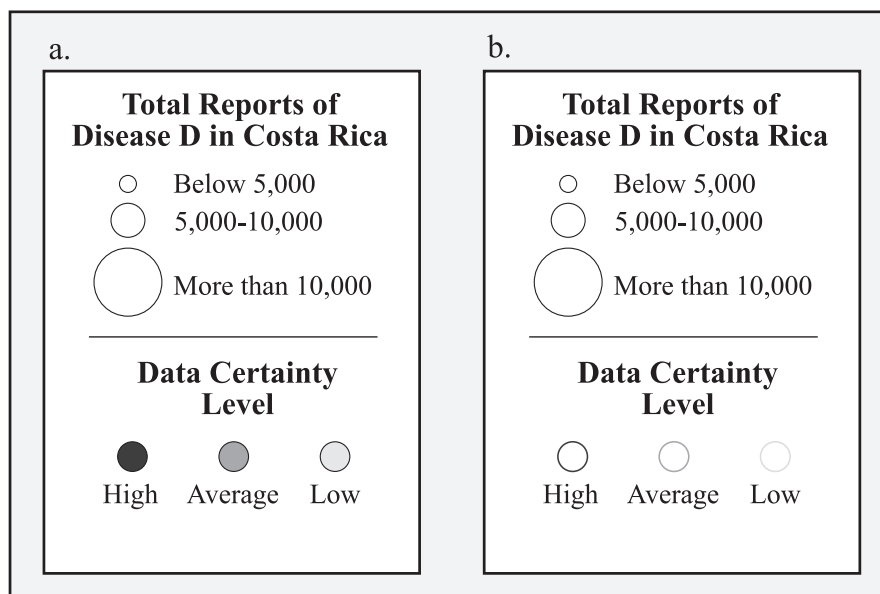 a.
Total Reports of
Disease D in Costa Rica
Below 5,000
5,000-10,000
More than 10,000
Data Certainty
Level
High Average Low
b.
Total Reports of
Disease D in Costa Rica
Below 5,000
5,000-10,000
More than 10,000
Data Certainty
Level
High Average Low